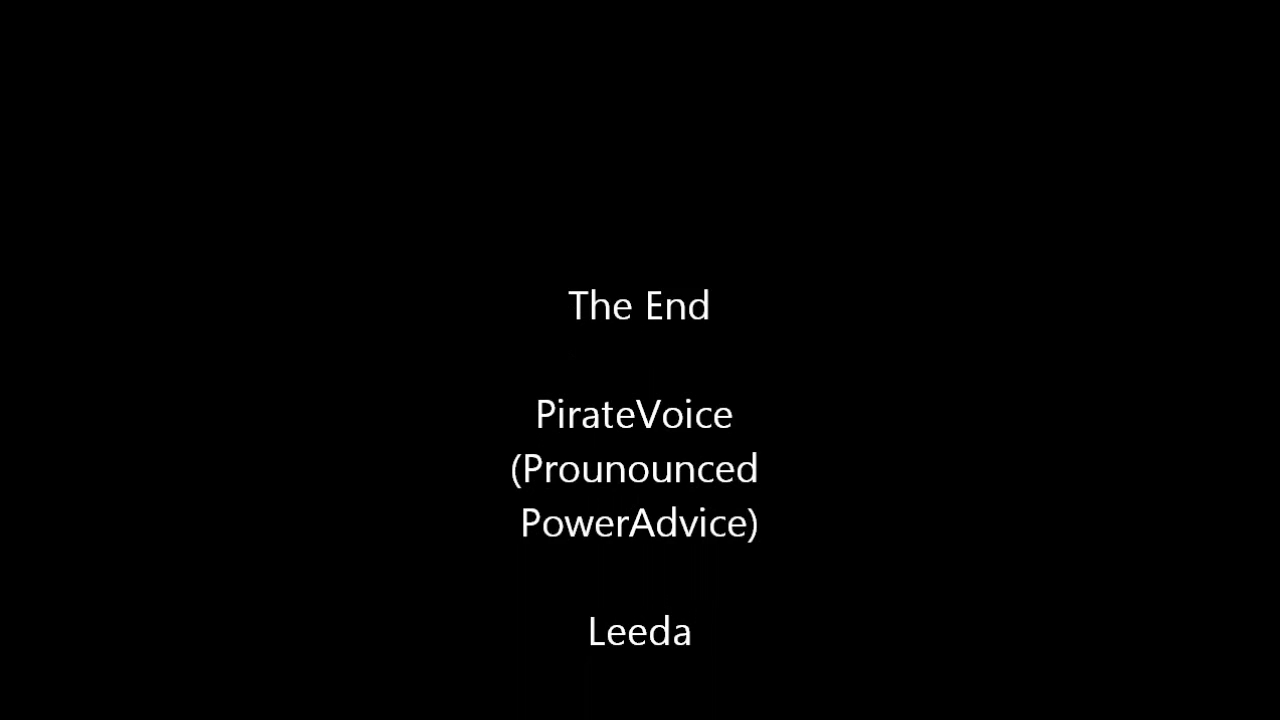 The End
PirateVoice
(Prounounced
PowerAdvice)
Leeda